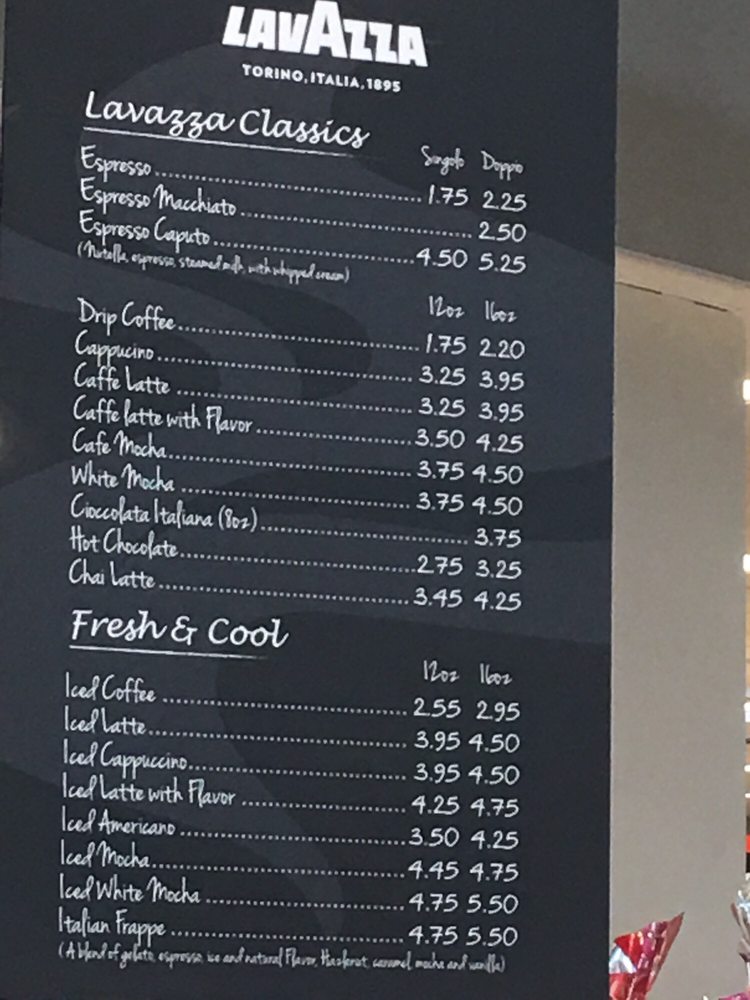 LAVAZZA
TORINO, ITALIA, 1895
Lavazza Classics
Singolo Doppio
Espresso 1.75 2.25
Espresso Macchiato 2.50
Espresso Caputo 4.50 5.25
(Nutella, espresso, steamed milk, with whipped cream)
12oz 16oz
Drip Coffee 1.75 2.20
Cappucino 3.25 3.95
Caffe Latte 3.25 3.95
Caffe latte with Flavor 3.50 4.25
Cafe Mocha 3.75 4.50
White Mocha 3.75 4.50
Cioccolata Italiana (8oz) 3.75
Hot Chocolate 2.75 3.25
Chai Latte 3.45 4.25
Fresh & Cool
12oz 16oz
Iced Coffee 2.55 2.95
Iced Latte 3.95 4.50
Iced Cappuccino 3.95 4.50
Iced Latte with Flavor 4.25 4.75
Iced Americano 3.50 4.25
Iced Mocha 4.45 4.75
Iced White Mocha 4.75 5.50
Italian Frappe 4.75 5.50
(A blend of gelato, espresso, ice and natural Flavor, Hazlenut, caramel, mocha and vanilla)